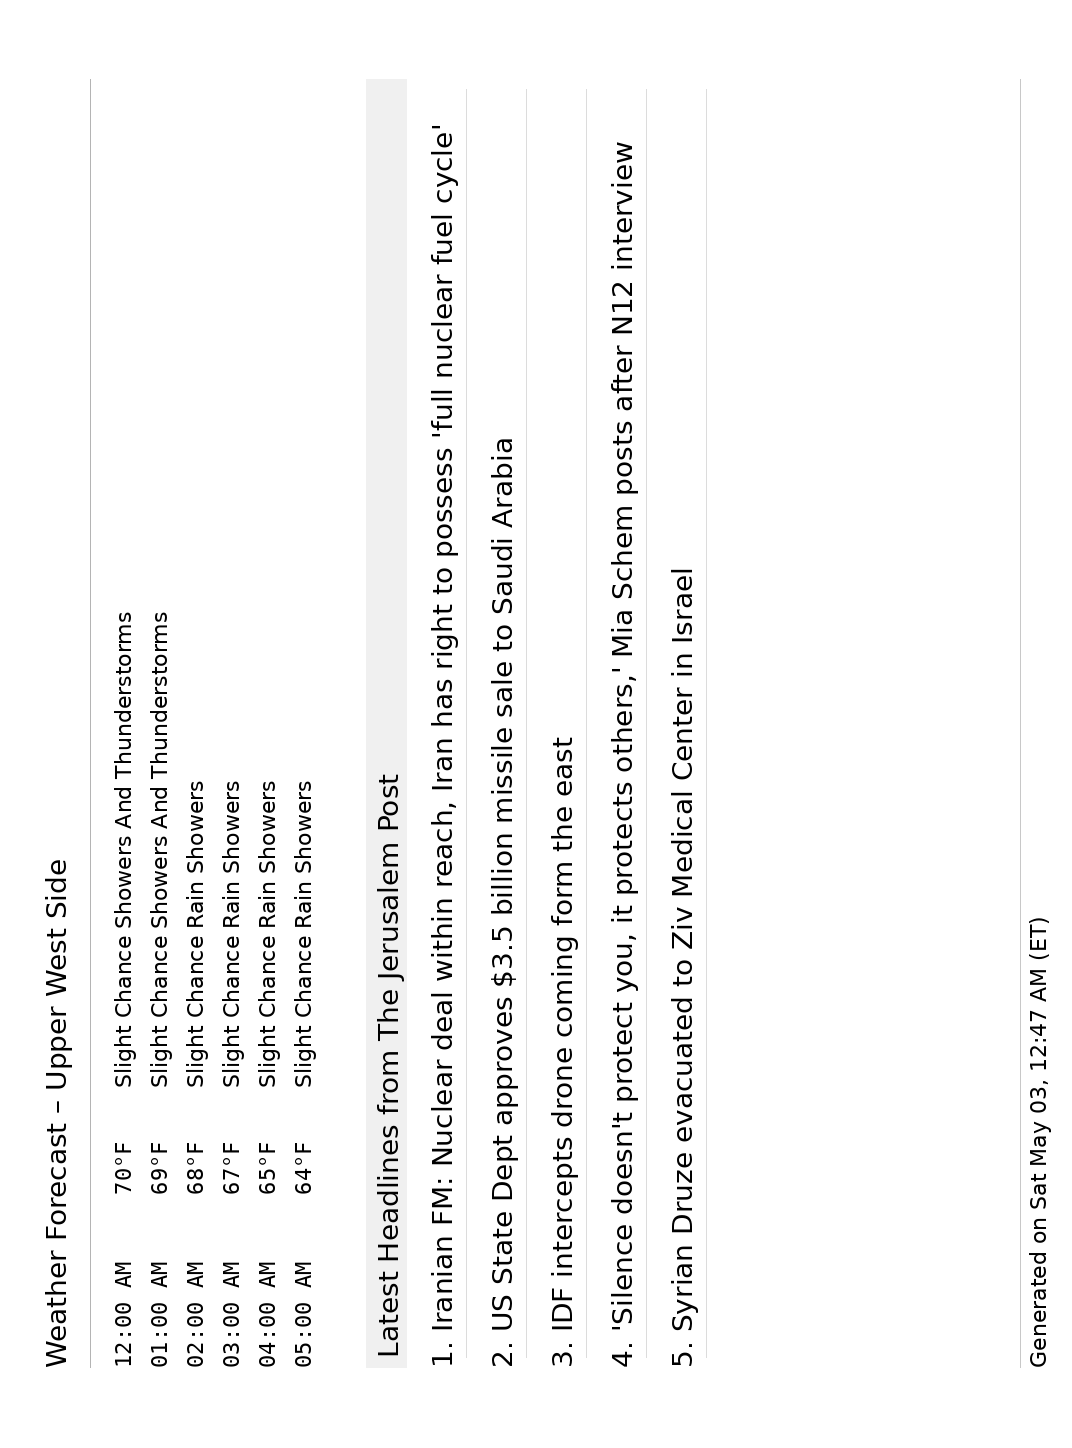 Weather Forecast – Upper West Side
12:00 AM 70°F Slight Chance Showers And Thunderstorms
01:00 AM 69°F Slight Chance Showers And Thunderstorms
02:00 AM 68°F Slight Chance Rain Showers
03:00 AM 67°F Slight Chance Rain Showers
04:00 AM 65°F Slight Chance Rain Showers
05:00 AM 64°F Slight Chance Rain Showers
Latest Headlines from The Jerusalem Post
1. Iranian FM: Nuclear deal within reach, Iran has right to possess 'full nuclear fuel cycle'
2. US State Dept approves $3.5 billion missile sale to Saudi Arabia
3. IDF intercepts drone coming form the east
4. 'Silence doesn't protect you, it protects others,' Mia Schem posts after N12 interview
5. Syrian Druze evacuated to Ziv Medical Center in Israel
Generated on Sat May 03, 12:47 AM (ET)